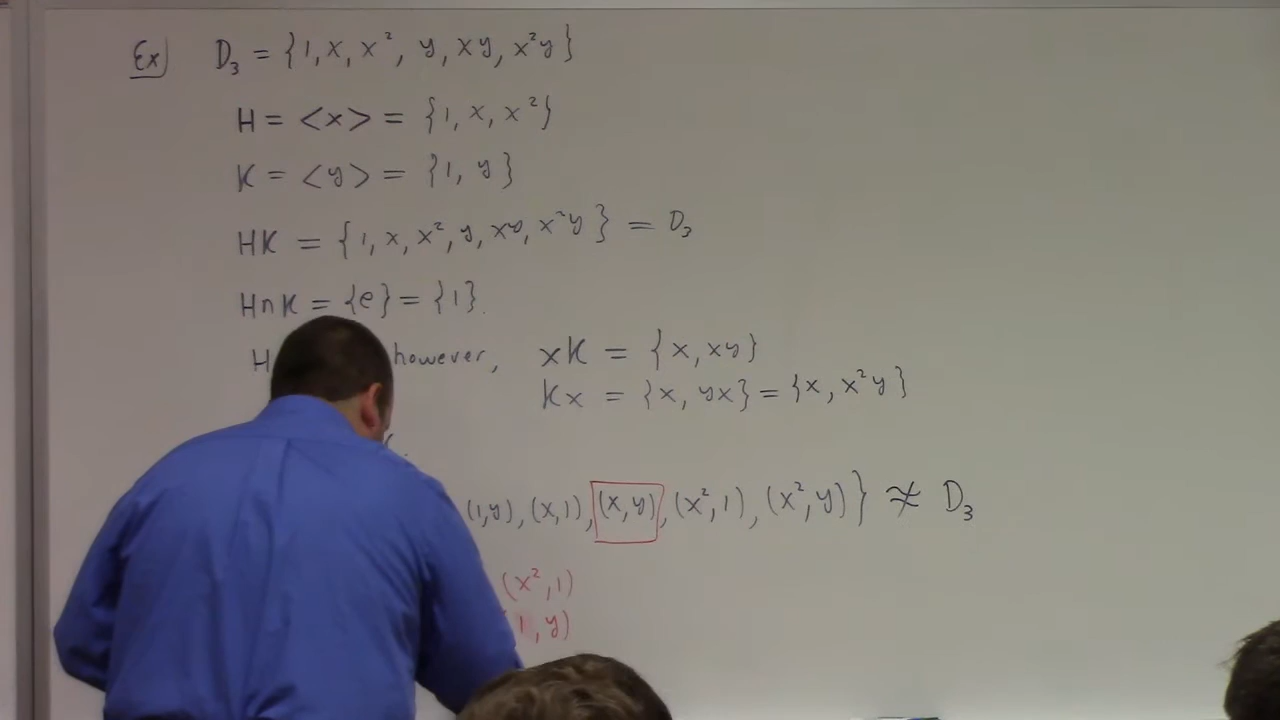 Ex) D₃ = {1, x, x², y, xy, x²y}
H = <x> = {1, x, x²}
K = <y> = {1, y}
HK = {1, x, x², y, xy, x²y} = D₃
H∩K = {e} = {1}.
H however, xK = {x, xy}
Kx = {x, yx} = {x, x²y}
(1,y), (x,1), (x,y), (x²,1), (x²,y)} ≉ D₃
(x²,1)
(1,y)